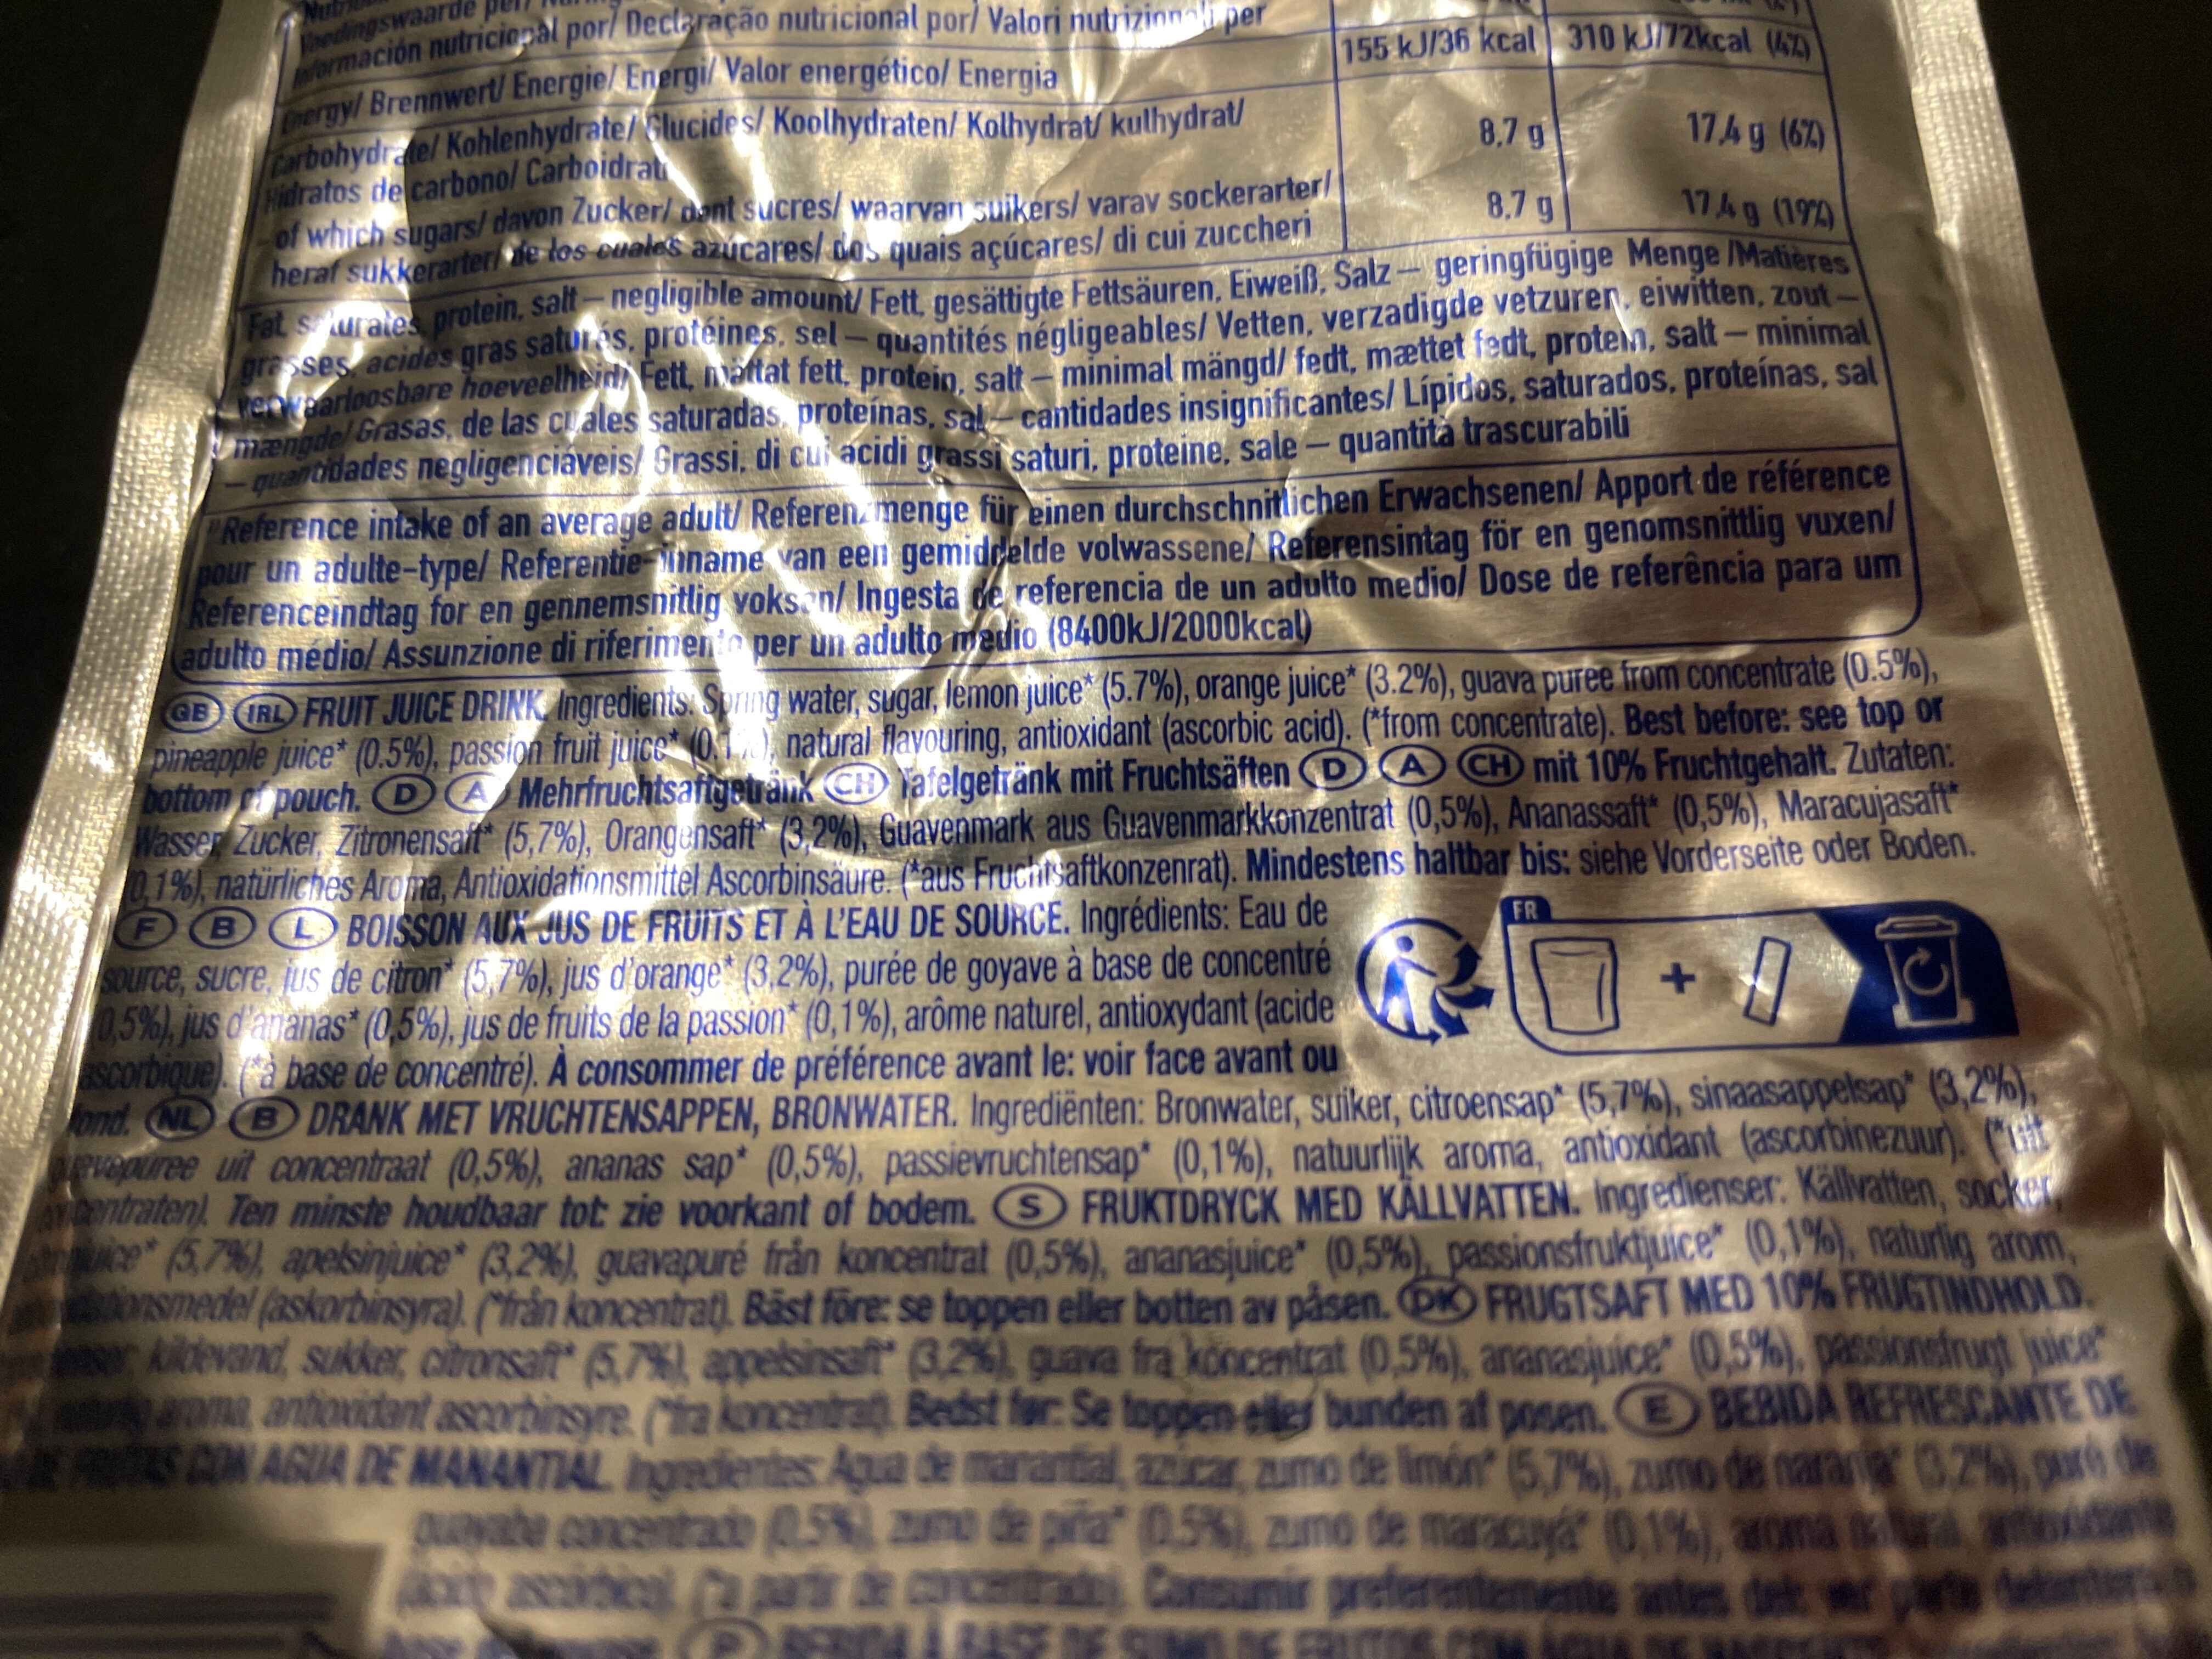 Voedingswaarde per/
Información nutricional por/ Declaração nutricional por/ Valori nutrizionali per
Energy/ Brennwert/ Energie/ Energi/ Valor energético/ Energia 155 kJ/36 kcal 310 kJ/72kcal (4%)
Carbohydrate/ Kohlenhydrate/ Glucides/ Koolhydraten/ Kolhydrat/ kulhydrat/ 8,7 g 17,4 g (6%)
Hidratos de carbono/ Carboidrati
of which sugars/ davon Zucker/ dont sucres/ waarvan suikers/ varav sockerarter/ 8,7 g 17,4 g (19%)
heraf sukkerarter/ de los cuales azúcares/ dos quais açúcares/ di cui zuccheri
Fat, saturates, protein, salt – negligible amount/ Fett, gesättigte Fettsäuren, Eiweiß, Salz – geringfügige Menge /Matières
grasses, acides gras saturés, protéines, sel – quantités négligeables/ Vetten, verzadigde vetzuren, eiwitten, zout –
verwaarloosbare hoeveelheid/ Fett, mättat fett, protein, salt – minimal mängd/ fedt, mættet fedt, protein, salt – minimal
mængde/ Grasas, de las cuales saturadas, proteínas, sal – cantidades insignificantes/ Lípidos, saturados, proteínas, sal
– quantidades negligenciáveis/ Grassi, di cui acidi grassi saturi, proteine, sale – quantità trascurabili
"Reference intake of an average adult/ Referenzmenge für einen durchschnittlichen Erwachsenen/ Apport de référence
pour un adulte-type/ Referentie-inname van een gemiddelde volwassene/ Referensintag för en genomsnittlig vuxen/
Referenceindtag for en gennemsnitlig voksen/ Ingesta de referencia de un adulto medio/ Dose de referência para um
adulto médio/ Assunzione di riferimento per un adulto medio (8400kJ/2000kcal)
GB IRL FRUIT JUICE DRINK. Ingredients: Spring water, sugar, lemon juice* (5.7%), orange juice* (3.2%), guava puree from concentrate (0.5%),
pineapple juice* (0.5%), passion fruit juice* (0.1%), natural flavouring, antioxidant (ascorbic acid). (*from concentrate). Best before: see top or
bottom of pouch. D A Mehrfruchtsaftgetränk CH Tafelgetränk mit Fruchtsäften D A CH mit 10% Fruchtgehalt. Zutaten:
Wasser, Zucker, Zitronensaft* (5,7%), Orangensaft* (3,2%), Guavenmark aus Guavenmarkkonzentrat (0,5%), Ananassaft* (0,5%), Maracujasaft*
0,1%), natürliches Aroma, Antioxidationsmittel Ascorbinsäure. (*aus Fruchtsaftkonzenrat). Mindestens haltbar bis: siehe Vorderseite oder Boden.
F B L BOISSON AUX JUS DE FRUITS ET À L'EAU DE SOURCE. Ingrédients: Eau de
source, sucre, jus de citron* (5,7%), jus d'orange* (3,2%), purée de goyave à base de concentré
0,5%), jus d'ananas* (0,5%), jus de fruits de la passion* (0,1%), arôme naturel, antioxydant (acide
ascorbique). (*à base de concentré). À consommer de préférence avant le: voir face avant ou
FR
+
fond. NL B DRANK MET VRUCHTENSAPPEN, BRONWATER. Ingrediënten: Bronwater, suiker, citroensap* (5,7%), sinaasappelsap* (3,2%),
uit concentraat (0,5%), ananas sap* (0,5%), passievruchtensap* (0,1%), natuurlijk aroma, antioxidant (ascorbinezuur). (*uit
Ten minste houdbaar tot: zie voorkant of bodem. S FRUKTDRYCK MED KÄLLVATTEN. Ingredienser: Källvatten, socker,
(5,7%), apelsinjuice* (3,2%), guavapuré från koncentrat (0,5%), ananasjuice* (0,5%), passionsfruktjuice* (0,1%), naturlig arom,
(askorbinsyra). (*från koncentrat). Bäst före: se toppen eller botten av påsen. DK FRUGTSAFT MED 10% FRUGTINDHOLD.
kildevand, sukker, citronsaft* (5,7%), appelsinsaft* (3,2%), guava fra koncentrat (0,5%), ananasjuice* (0,5%), passionsfrugt juice*
aroma, antioxidant ascorbinsyre. (*fra koncentrat). Bedst før: Se toppen eller bunden af posen. E BEBIDA REFRESCANTE DE
FRUTAS CON AGUA DE MANANTIAL. Ingredientes: Agua de manantial, azúcar, zumo de limón* (5,7%), zumo de naranja* (3,2%), puré de
guayaba concentrado (0,5%), zumo de piña* (0,5%), zumo de maracuyá* (0,1%), aroma natural, antioxidante
Consumir preferentemente antes del: ver parte
P